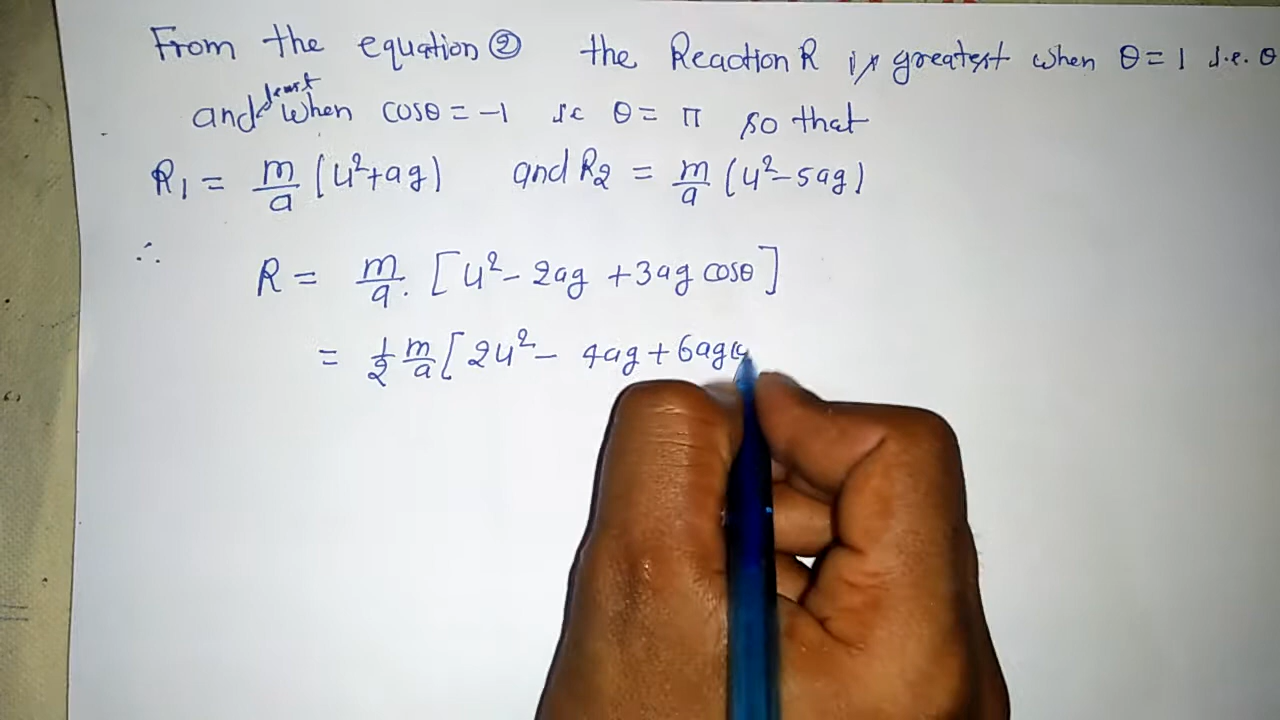 From the equation ② the Reaction R is greatest when θ = 1 i.e. θ
and least when cosθ = -1 ie θ = π so that
R₁ = m/a (u²+ag) and R₂ = m/a (u²-5ag)
∴
R = m/a. [u² - 2ag + 3ag cosθ]
= 1/2 m/a [2u² - 4ag + 6ag